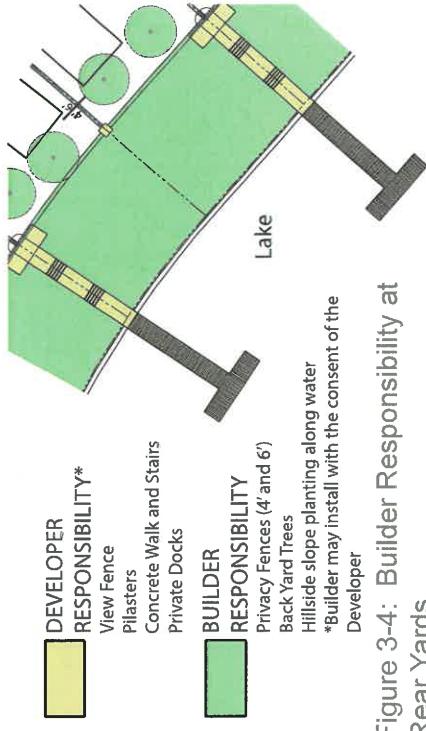 DEVELOPER
RESPONSIBILITY*
View Fence
Pilasters
Concrete Walk and Stairs
Private Docks
BUILDER
RESPONSIBILITY
Privacy Fences (4' and 6')
Back Yard Trees
Hillside slope planting along water
*Builder may install with the consent of the
Developer
Lake
Figure 3-4: Builder Responsibility at
Rear Yards